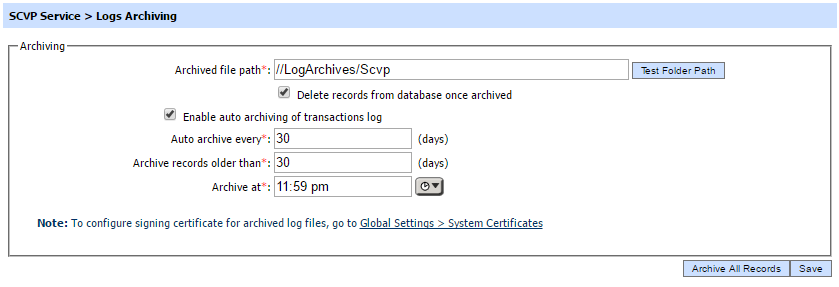 SCVP Service > Logs Archiving
Archiving
Archived file path*: //LogArchives/Scvp Test Folder Path
Delete records from database once archived
Enable auto archiving of transactions log
Auto archive every*: 30 (days)
Archive records older than*: 30 (days)
Archive at*: 11:59 pm
Note: To configure signing certificate for archived log files, go to Global Settings > System Certificates
Archive All Records Save